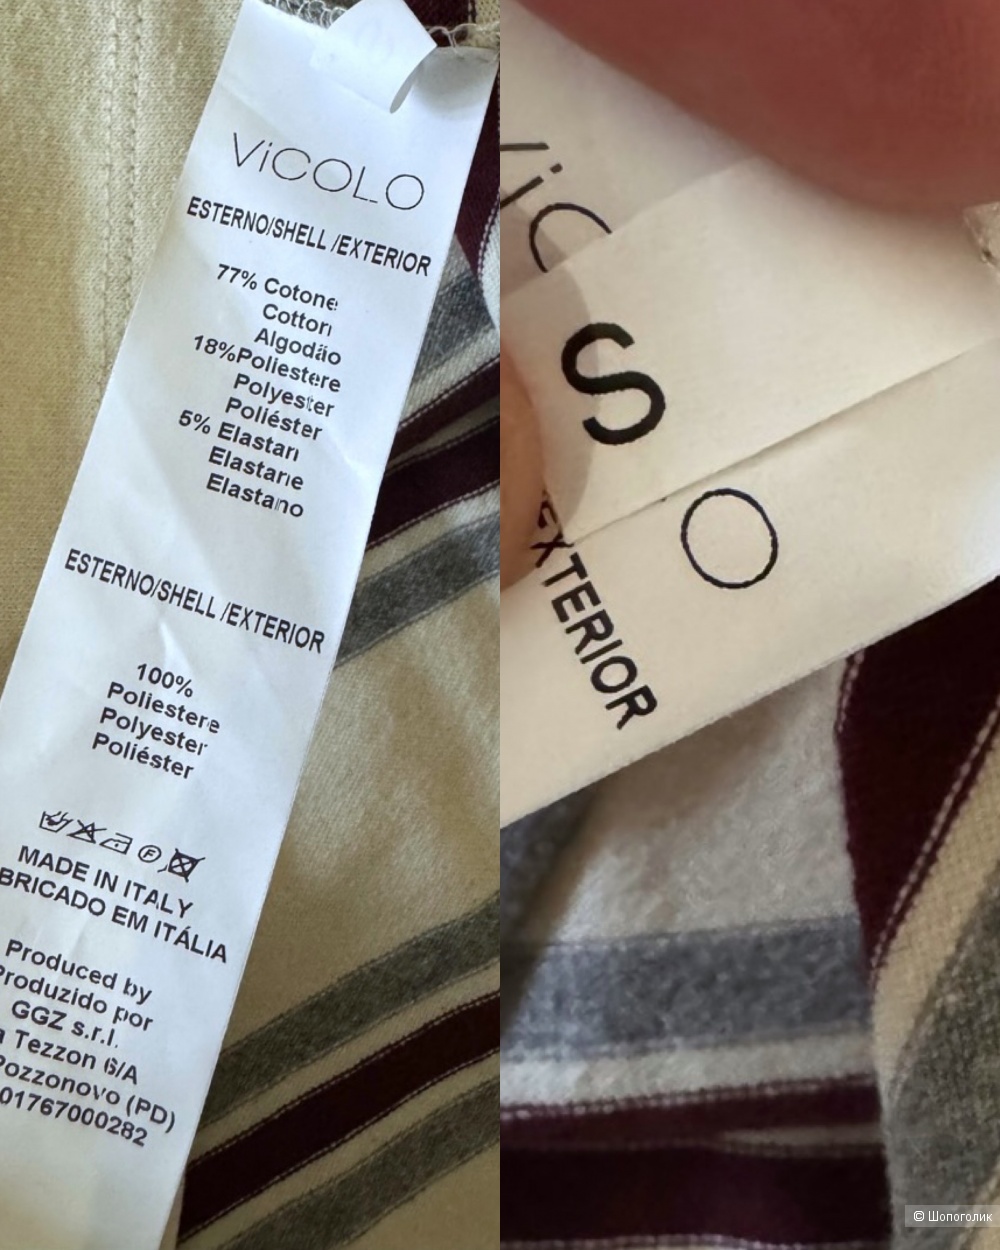 ViCOLO
ESTERNO/SHELL /EXTERIOR
77% Cotone
Cotton
Algodão
18%Poliestere
Polyester
Poliéster
5% Elastan
Elastane
Elastano
ESTERNO/SHELL /EXTERIOR
100%
Poliestere
Polyester
Poliéster
MADE IN ITALY
BRICADO EM ITÁLIA
Produced by
Produzido por
GGZ s.r.l.
Tezzon 6/A
Pozzonovo (PD)
01767000282
ViC
S
O
EXTERIOR
© Шопоголик